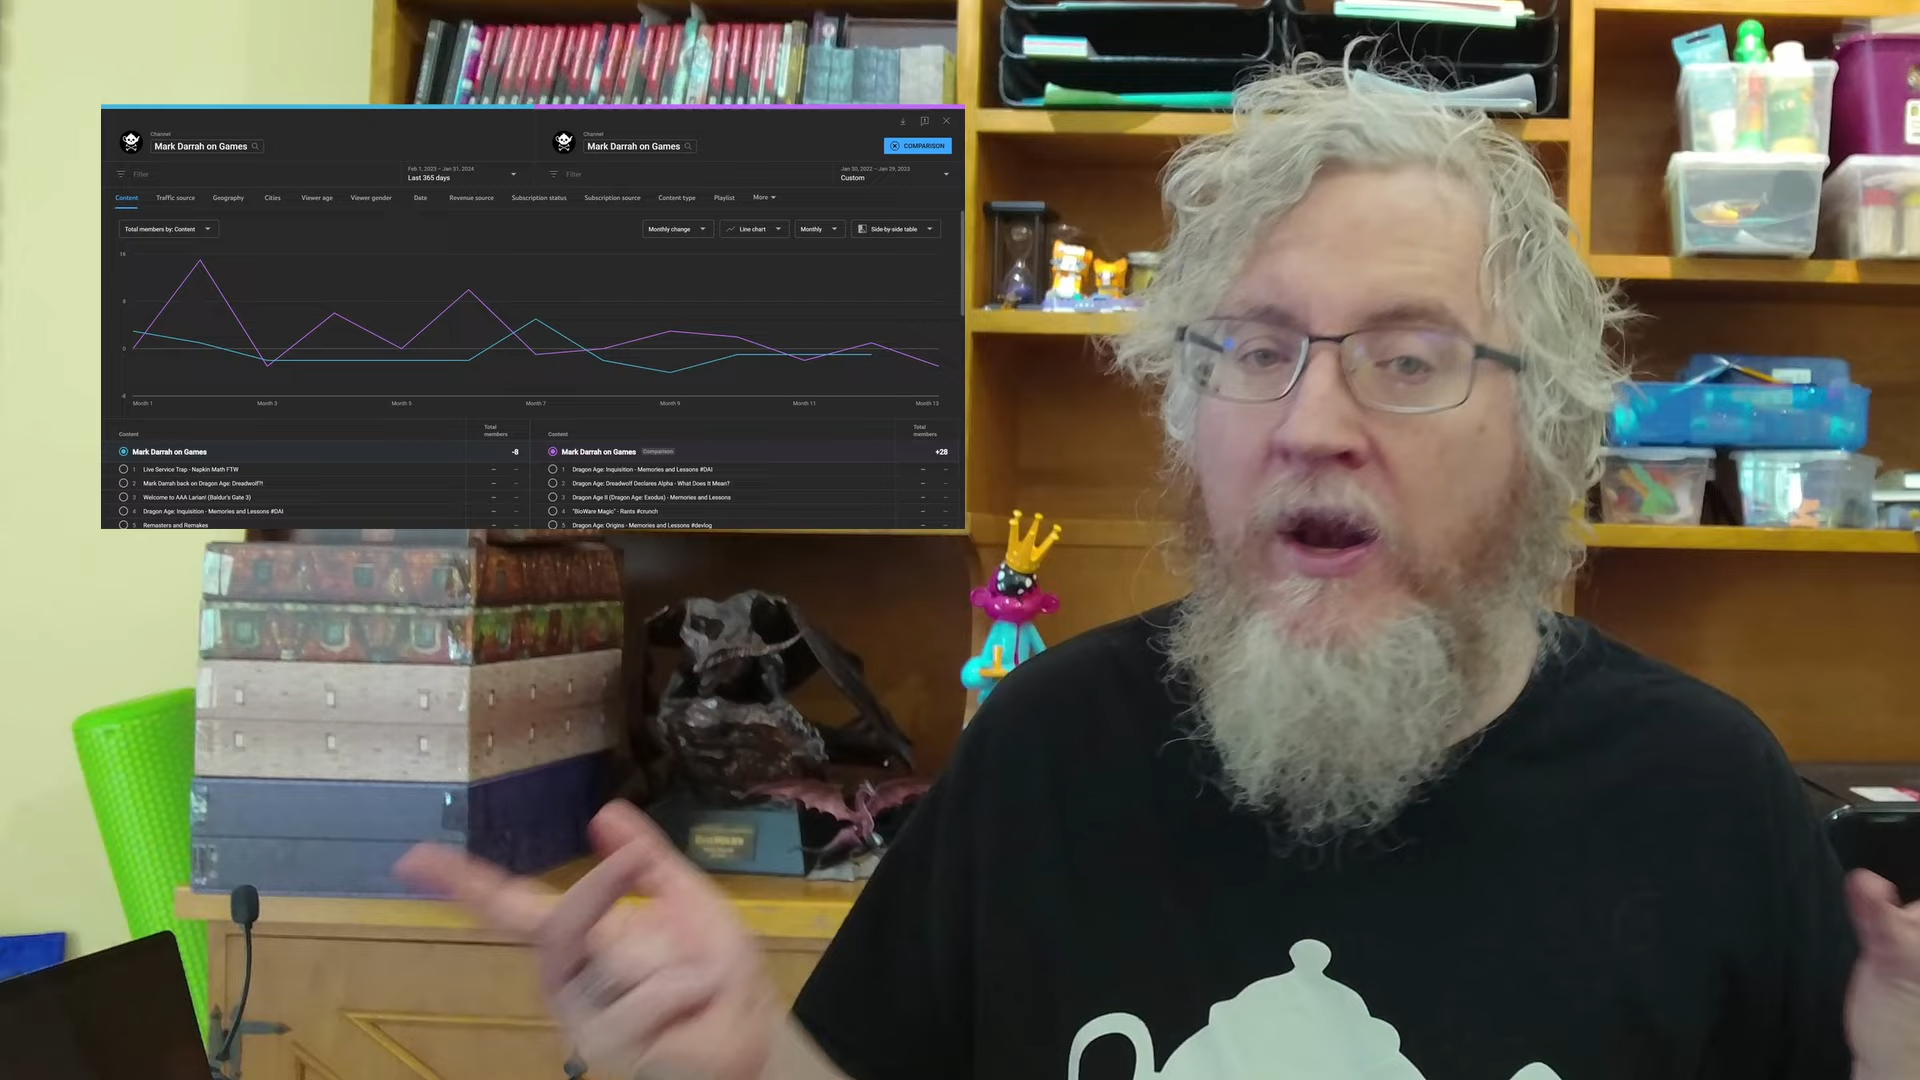 Channel
Mark Darrah on Games
Channel
Mark Darrah on Games
COMPARISON
Filter
Feb 1, 2023 – Jan 31, 2024
Last 365 days
Filter
Jan 30, 2022 – Jan 29, 2023
Custom
Content Traffic source Geography Cities Viewer age Viewer gender Date Revenue source Subscription status Subscription source Content type Playlist More
Total members by: Content
Monthly change Line chart Monthly Side-by-side table
16
8
0
-8
Month 1 Month 3 Month 5 Month 7 Month 9 Month 11 Month 13
Content Total members
Mark Darrah on Games -8
1 Live Service Trap - Napkin Math FTW – –
2 Mark Darrah back on Dragon Age: Dreadwolf?! – –
3 Welcome to AAA Larian! (Baldur's Gate 3) – –
4 Dragon Age: Inquisition - Memories and Lessons #DAI – –
5 Remasters and Remakes – –
Content Total members
Mark Darrah on Games Comparison +28
1 Dragon Age: Inquisition - Memories and Lessons #DAI – –
2 Dragon Age: Dreadwolf Declares Alpha - What Does It Mean? – –
3 Dragon Age II (Dragon Age: Exodus) - Memories and Lessons – –
4 "BioWare Magic" - Rants #crunch – –
5 Dragon Age: Origins - Memories and Lessons #devlog – –